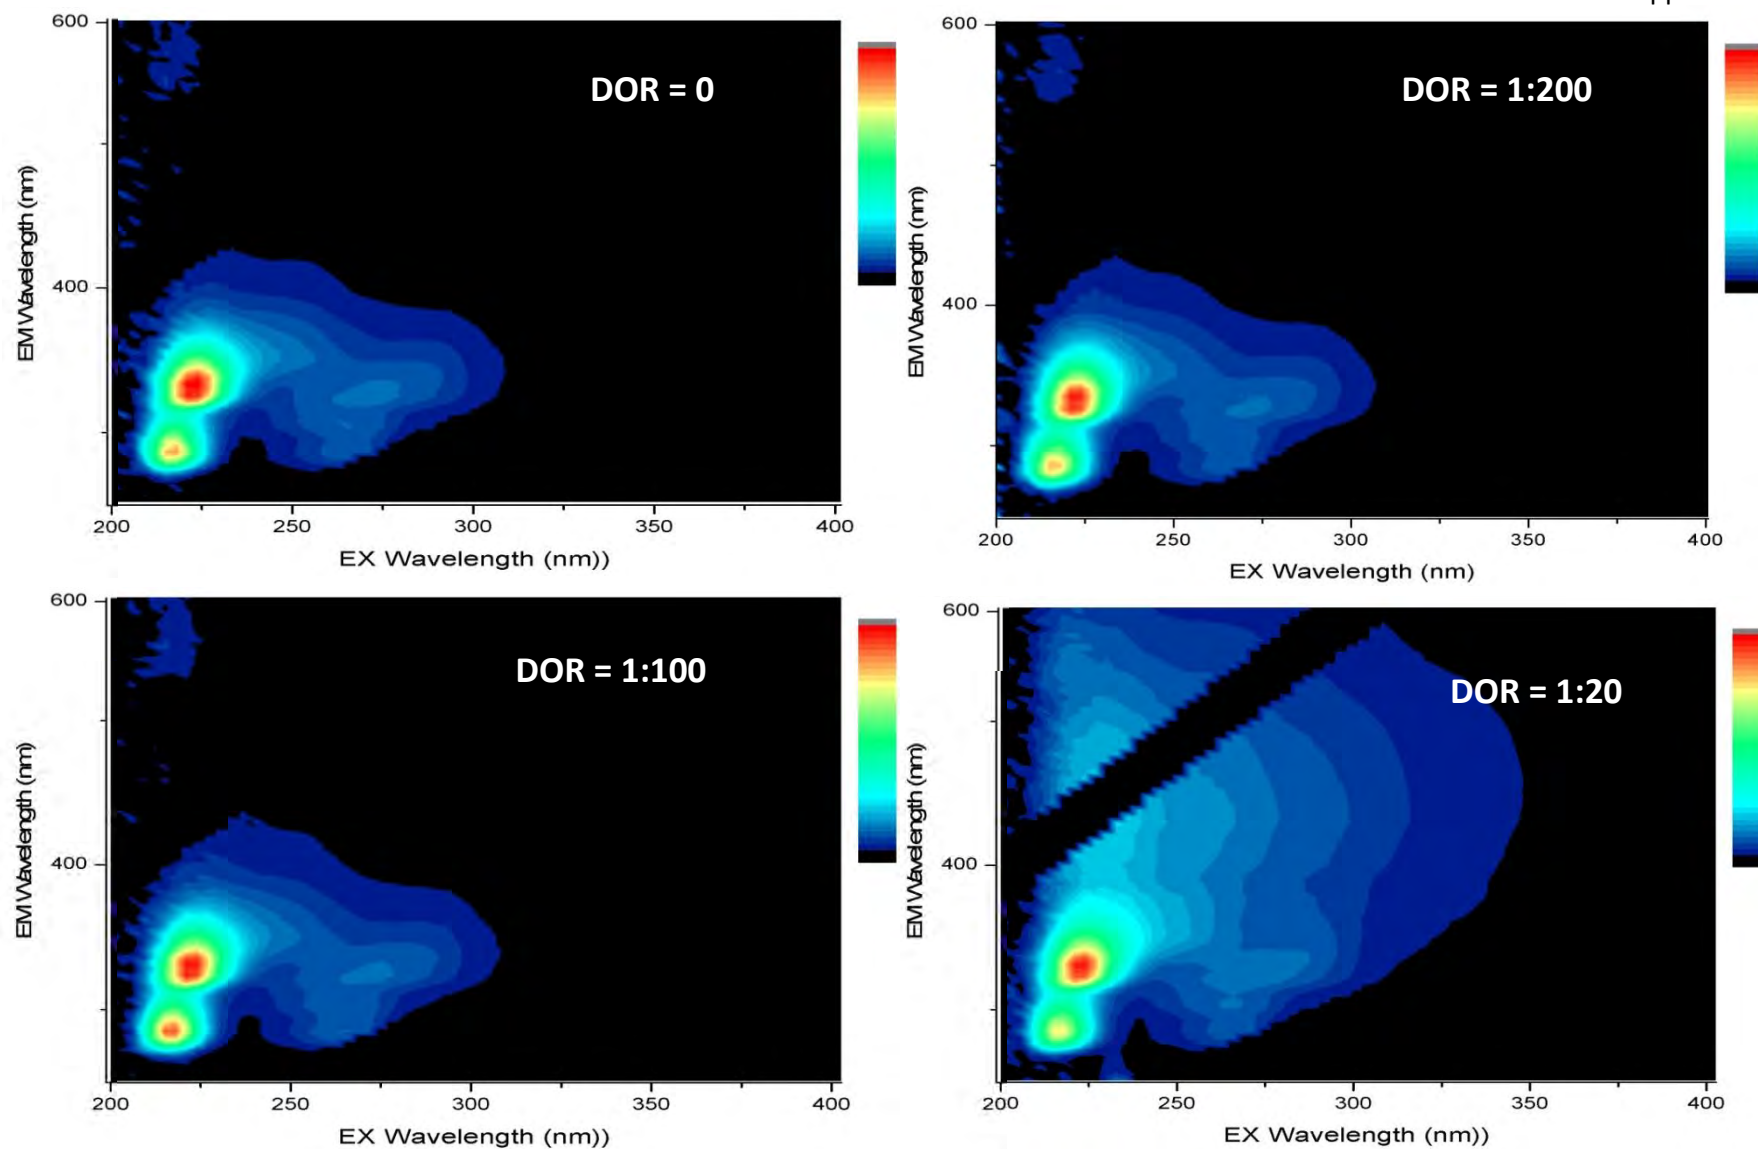 600
DOR = 0
EM Wavelength (nm)
400
200 250 300 350 400
EX Wavelength (nm))
600
DOR = 1:200
EM Wavelength (nm)
400
200 250 300 350 400
EX Wavelength (nm)
600
DOR = 1:100
EM Wavelength (nm)
400
200 250 300 350 400
EX Wavelength (nm))
600
DOR = 1:20
EM Wavelength (nm)
400
200 250 300 350 400
EX Wavelength (nm))